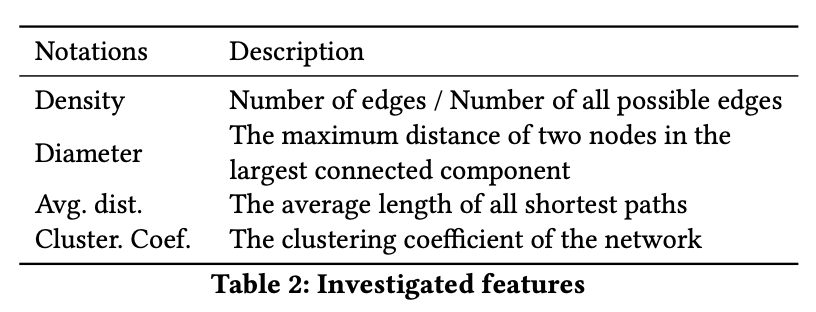 Notations Description
Density Number of edges / Number of all possible edges
Diameter The maximum distance of two nodes in the
largest connected component
Avg. dist. The average length of all shortest paths
Cluster. Coef. The clustering coefficient of the network
Table 2: Investigated features